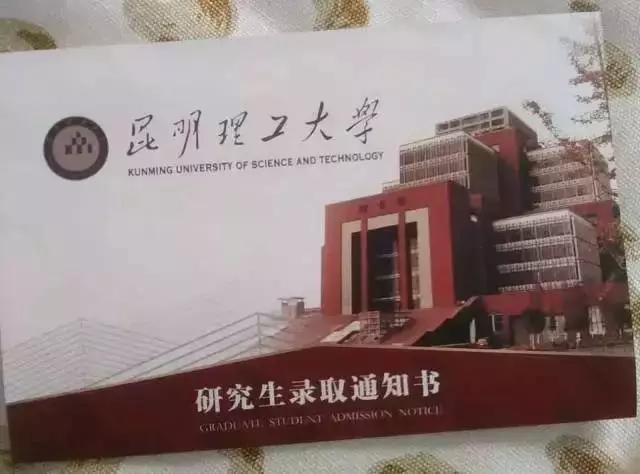 昆明理工大学
KUNMING UNIVERSITY OF SCIENCE AND TECHNOLOGY
研究生录取通知书
GRADUATE STUDENT ADMISSION NOTICE